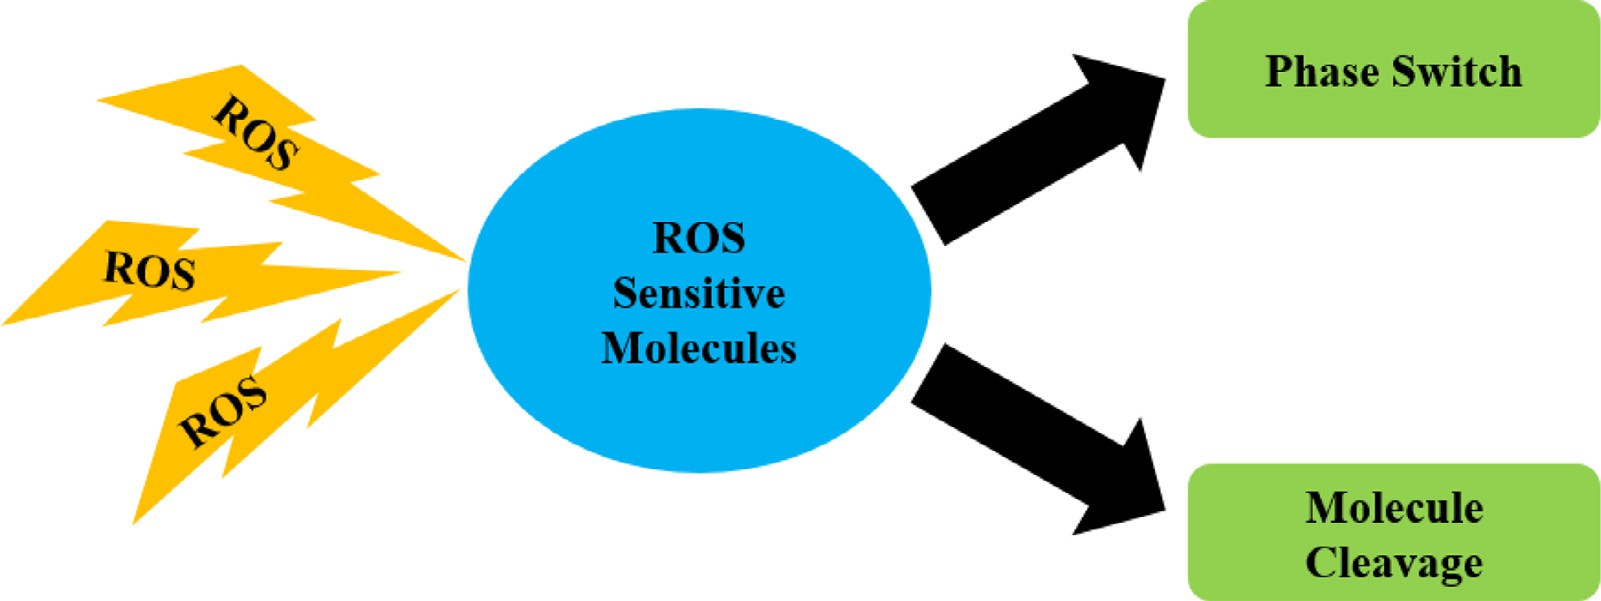 ROS
ROS
ROS
ROS
Sensitive
Molecules
Phase Switch
Molecule
Cleavage